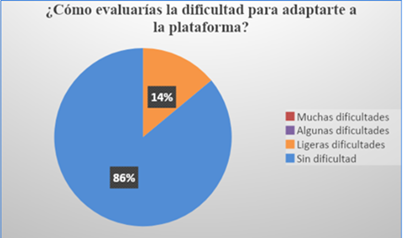 ¿Cómo evaluarías la dificultad para adaptarte a
la plataforma?
14%
86%
Muchas dificultades
Algunas dificultades
Ligeras dificultades
Sin dificultad